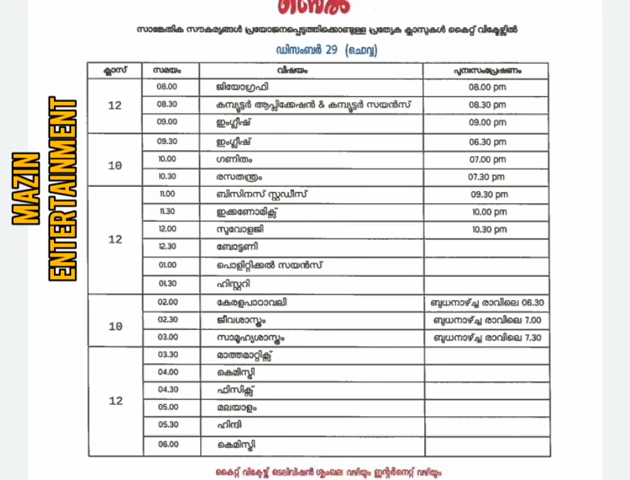 സാങ്കേതിക സൗകര്യങ്ങൾ പ്രയോജനപ്പെടുത്തിക്കൊണ്ടുള്ള പ്രത്യേക ക്ലാസുകൾ കൈറ്റ് വിക്ടേഴ്സിൽ
ഡിസംബർ 29 (ചൊവ്വ)
ക്ലാസ് സമയം വിഷയം പുനഃസംപ്രേഷണം
12
08.00 ജിയോഗ്രഫി 08.00 pm
08.30 കമ്പ്യൂട്ടർ ആപ്ലിക്കേഷൻ & കമ്പ്യൂട്ടർ സയൻസ് 08.30 pm
09.00 ഇംഗ്ലീഷ് 09.00 pm
10
09.30 ഇംഗ്ലീഷ് 06.30 pm
10.00 ഗണിതം 07.00 pm
10.30 രസതന്ത്രം 07.30 pm
12
11.00 ബിസിനസ് സ്റ്റഡീസ് 09.30 pm
11.30 ഇക്കണോമിക്സ് 10.00 pm
12.00 സുവോളജി 10.30 pm
12.30 ബോട്ടണി
01.00 പൊളിറ്റിക്കൽ സയൻസ്
01.30 ഹിസ്റ്ററി
10
02.00 കേരളപാഠാവലി ബുധനാഴ്ച്ച രാവിലെ 06.30
02.30 ജീവശാസ്ത്രം ബുധനാഴ്ച്ച രാവിലെ 7.00
03.00 സാമൂഹ്യശാസ്ത്രം ബുധനാഴ്ച്ച രാവിലെ 7.30
12
03.30 മാത്തമാറ്റിക്സ്
04.00 കെമിസ്ട്രി
04.30 ഫിസിക്സ്
05.00 മലയാളം
05.30 ഹിന്ദി
06.00 കെമിസ്ട്രി
കൈറ്റ് വിക്ടേഴ്സ് ടെലിവിഷൻ ശൃംഖല വഴിയും ഇന്റർനെറ്റ് വഴിയും
MAZIN
ENTERTAINMENT